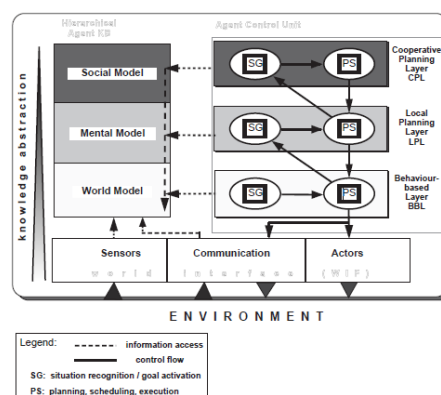 Hierarchical
Agent KB
Agent Control Unit
Social Model
SG
PS
Cooperative
Planning
Layer
CPL
Mental Model
SG
PS
Local
Planning
Layer
LPL
World Model
SG
PS
Behaviour-
based
Layer
BBL
knowledge abstraction
Sensors
Communication
Actors
world
interface
(WIF)
ENVIRONMENT
Legend:
information access
control flow
SG: situation recognition / goal activation
PS: planning, scheduling, execution